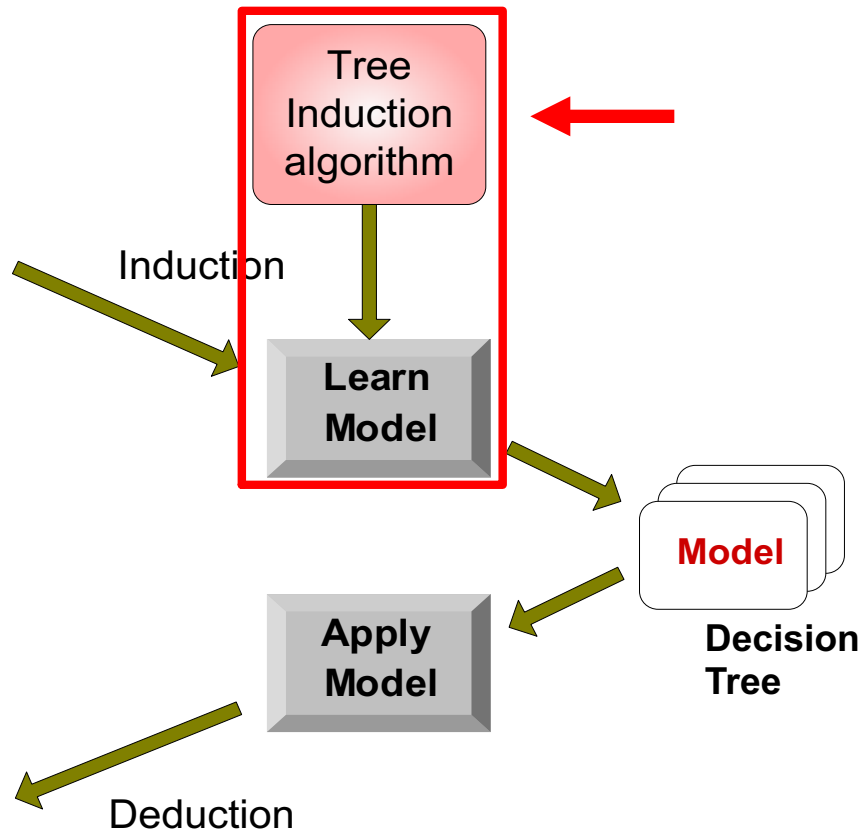 Tree
Induction
algorithm
Induction
Learn
Model
Model
Decision
Tree
Apply
Model
Deduction